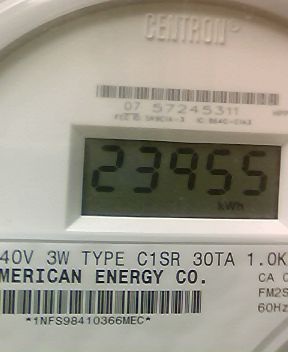 CENTRON®
07 57245311
23955
kWh
40V 3W TYPE C1SR 30TA 1.0K
MERICAN ENERGY CO.
CA
FM2S
60Hz
*1NFS98410366MEC*